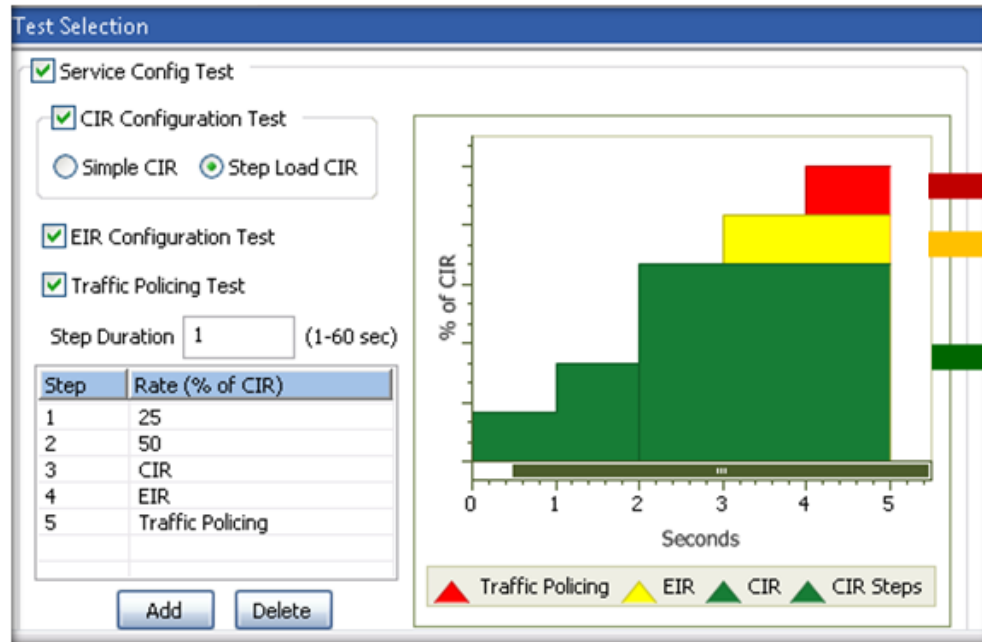 Test Selection
Service Config Test
CIR Configuration Test
Simple CIR Step Load CIR
EIR Configuration Test
Traffic Policing Test
Step Duration 1 (1-60 sec)
Step Rate (% of CIR)
1 25
2 50
3 CIR
4 EIR
5 Traffic Policing
Add Delete
% of CIR
0 1 2 3 4 5
Seconds
Traffic Policing EIR CIR CIR Steps